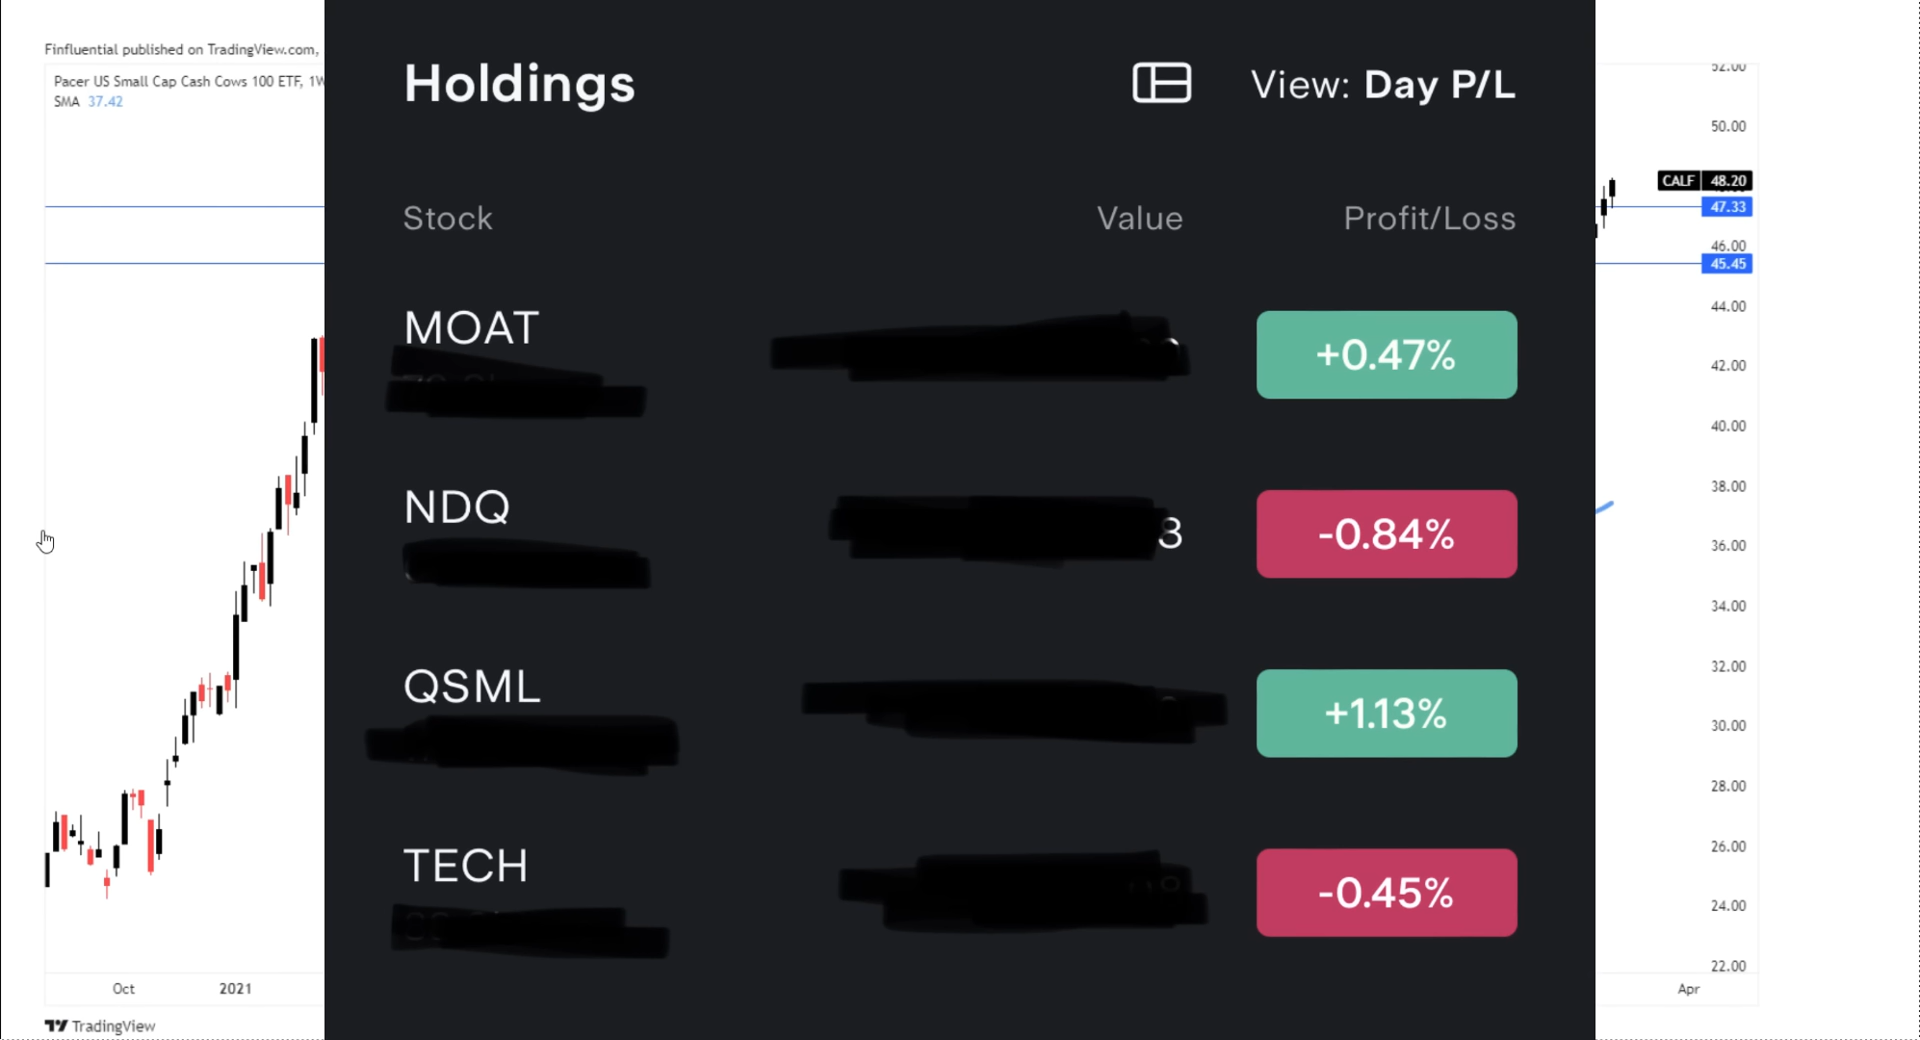 Finfluential published on TradingView.com,
Pacer US Small Cap Cash Cows 100 ETF, 1W
SMA 37.42
Holdings
View: Day P/L
Stock Value Profit/Loss
MOAT
+0.47%
NDQ
3
-0.84%
QSML
+1.13%
TECH
-0.45%
52.00
50.00
CALF 48.20
47.33
46.00
45.45
44.00
42.00
40.00
38.00
36.00
34.00
32.00
30.00
28.00
26.00
24.00
22.00
Oct 2021 Apr
TradingView